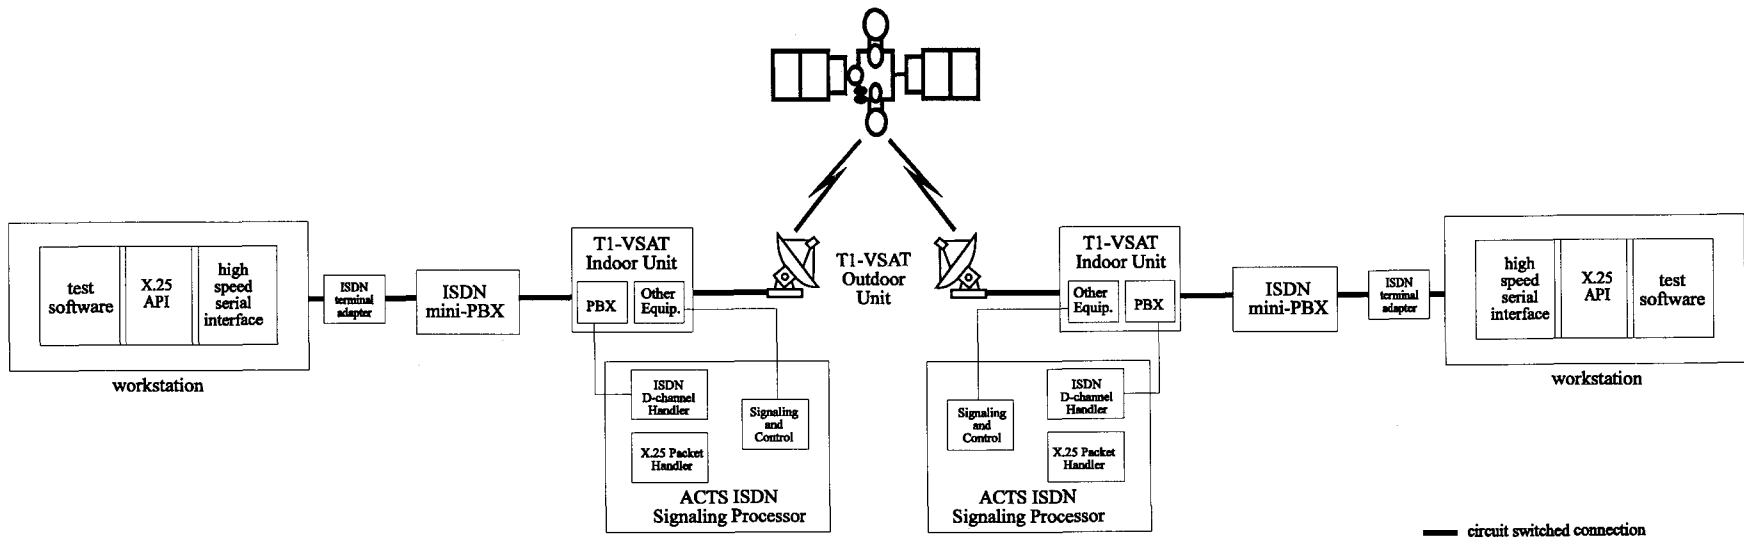 test
software
X.25
API
high
speed
serial
interface
workstation
ISDN
terminal
adapter
ISDN
mini-PBX
T1-VSAT
Indoor Unit
PBX
Other
Equip.
ISDN
D-channel
Handler
X.25 Packet
Handler
Signaling
and
Control
ACTS ISDN
Signaling Processor
T1-VSAT
Outdoor
Unit
T1-VSAT
Indoor Unit
Other
Equip.
PBX
Signaling
and
Control
ISDN
D-channel
Handler
X.25 Packet
Handler
ACTS ISDN
Signaling Processor
ISDN
mini-PBX
ISDN
terminal
adapter
high
speed
serial
interface
X.25
API
test
software
workstation
circuit switched connection